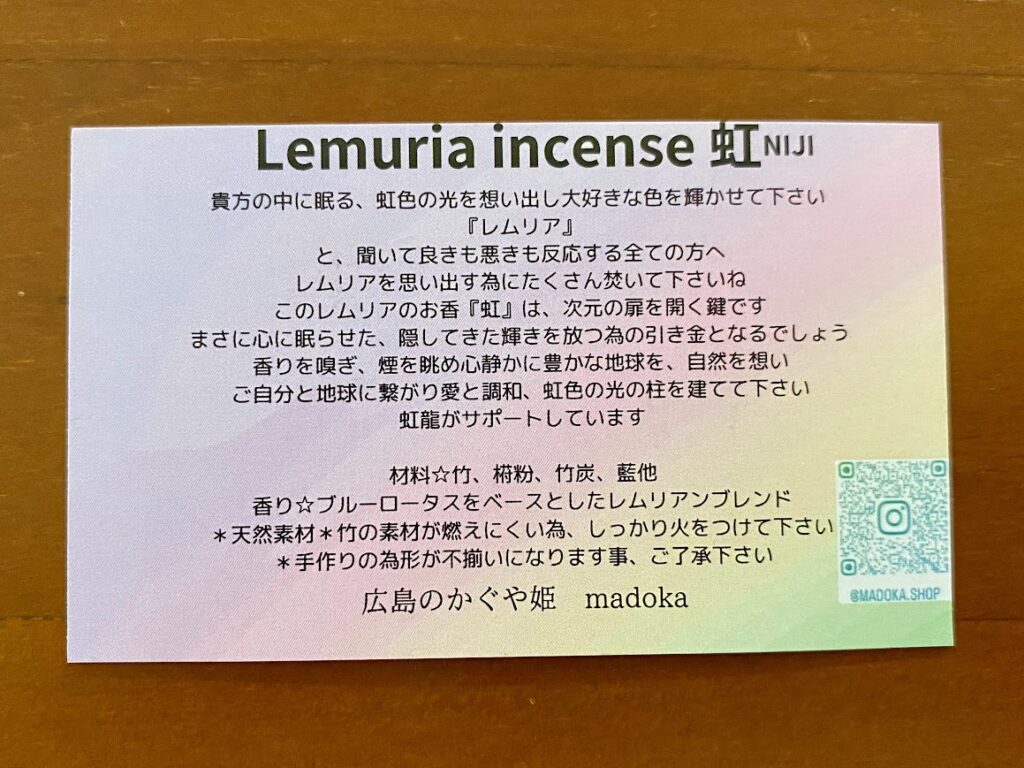 Lemuria incense 虹NIJI
貴方の中に眠る、虹色の光を想い出し大好きな色を輝かせて下さい
『レムリア』
と、聞いて良きも悪きも反応する全ての方へ
レムリアを思い出す為にたくさん焚いて下さいね
このレムリアのお香『虹』は、次元の扉を開く鍵です
まさに心に眠らせた、隠してきた輝きを放つ為の引き金となるでしょう
香りを嗅ぎ、煙を眺め心静かに豊かな地球を、自然を想い
ご自分と地球に繋がり愛と調和、虹色の光の柱を建てて下さい
虹龍がサポートしています
材料☆竹、椨粉、竹炭、藍他
香り☆ブルーロータスをベースとしたレムリアンブレンド
＊天然素材＊竹の素材が燃えにくい為、しっかり火をつけて下さい
＊手作りの為形が不揃いになります事、ご了承下さい
広島のかぐや姫　madoka
@MADOKA.SHOP